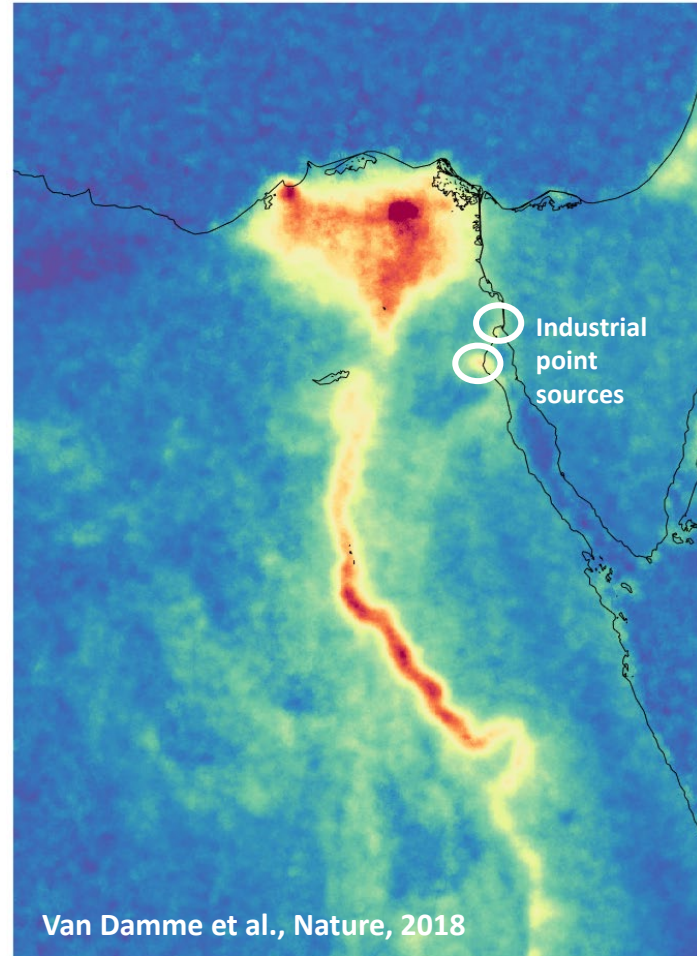 Industrial
point
sources
Van Damme et al., Nature, 2018